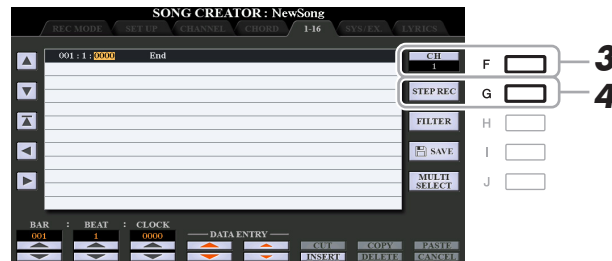 SONG CREATOR : NewSong
REC MODE SET UP CHANNEL CHORD 1-16 SYS/EX. LYRICS
001 : 1 : 0000 End
CH
1
F
3
STEP REC
G
4
FILTER
H
SAVE
I
MULTI
SELECT
J
BAR : BEAT : CLOCK
001 1 0000
DATA ENTRY
CUT COPY PASTE
INSERT DELETE CANCEL